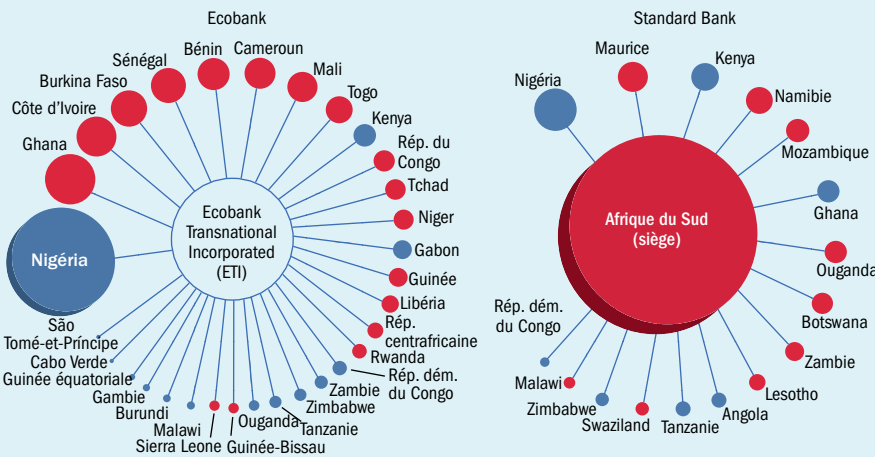 Ecobank
Bénin
Cameroun
Sénégal
Mali
Burkina Faso
Togo
Côte d’Ivoire
Kenya
Ghana
Rép. du
Congo
Tchad
Ecobank
Transnational
Incorporated
(ETI)
Niger
Nigéria
Gabon
Guinée
Libéria
São
Tomé-et-Príncipe
Rép.
centrafricaine
Cabo Verde
Rwanda
Guinée équatoriale
Rép. dém.
du Congo
Gambie
Zambie
Burundi
Zimbabwe
Malawi
Ouganda
Tanzanie
Sierra Leone
Guinée-Bissau
Standard Bank
Maurice
Kenya
Nigéria
Namibie
Mozambique
Ghana
Afrique du Sud
(siège)
Ouganda
Rép. dém.
du Congo
Botswana
Zambie
Malawi
Lesotho
Zimbabwe
Angola
Swaziland
Tanzanie